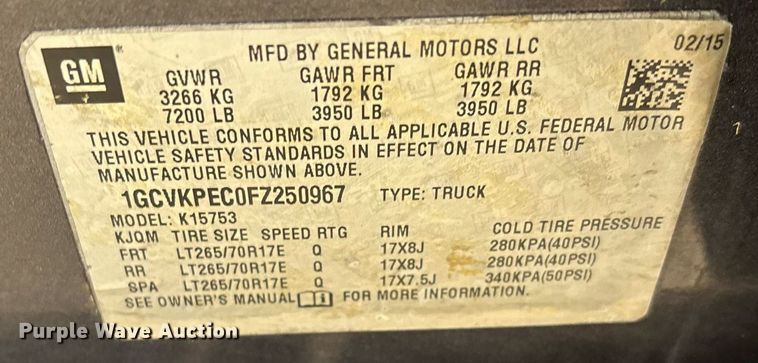 GM
MFD BY GENERAL MOTORS LLC 02/15
GVWR GAWR FRT GAWR RR
3266 KG 1792 KG 1792 KG
7200 LB 3950 LB 3950 LB
THIS VEHICLE CONFORMS TO ALL APPLICABLE U.S. FEDERAL MOTOR
VEHICLE SAFETY STANDARDS IN EFFECT ON THE DATE OF
MANUFACTURE SHOWN ABOVE.
1GCVKPEC0FZ250967 TYPE: TRUCK
MODEL: K15753
KJQM TIRE SIZE SPEED RTG RIM COLD TIRE PRESSURE
FRT LT265/70R17E Q 17X8J 280KPA(40PSI)
RR LT265/70R17E Q 17X8J 280KPA(40PSI)
SPA LT265/70R17E Q 17X7.5J 340KPA(50PSI)
SEE OWNER'S MANUAL FOR MORE INFORMATION.
Purple Wave Auction